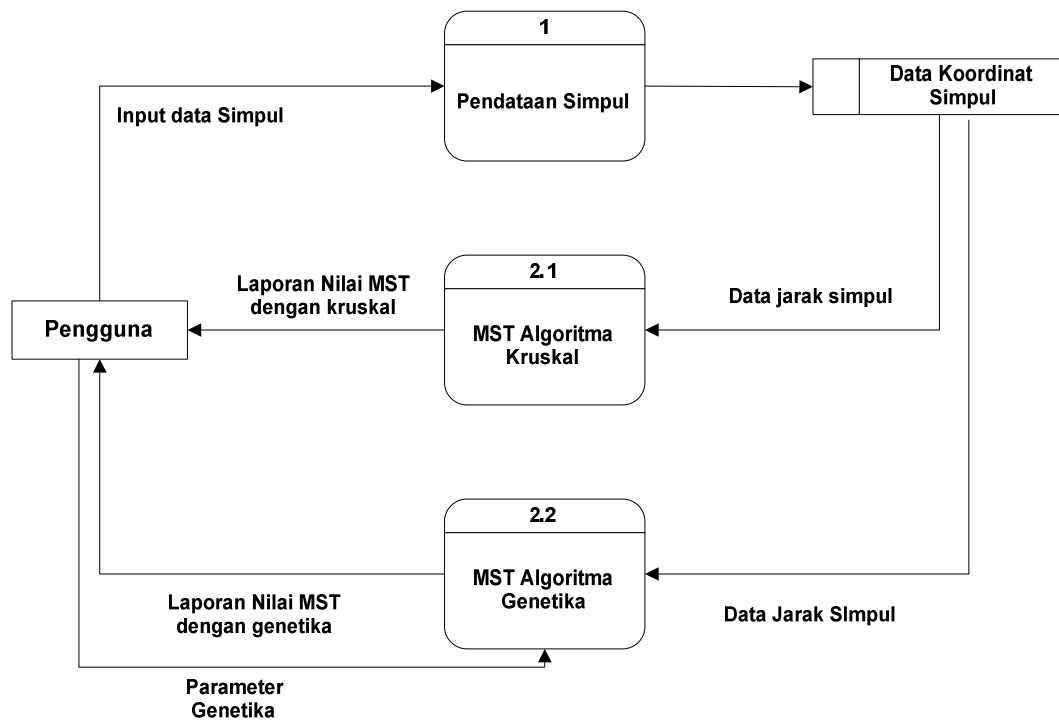 1
Pendataan Simpul
Data Koordinat
Simpul
Input data Simpul
2.1
MST Algoritma
Kruskal
Laporan Nilai MST
dengan kruskal
Data jarak simpul
Pengguna
2.2
MST Algoritma
Genetika
Laporan Nilai MST
dengan genetika
Data Jarak SImpul
Parameter
Genetika